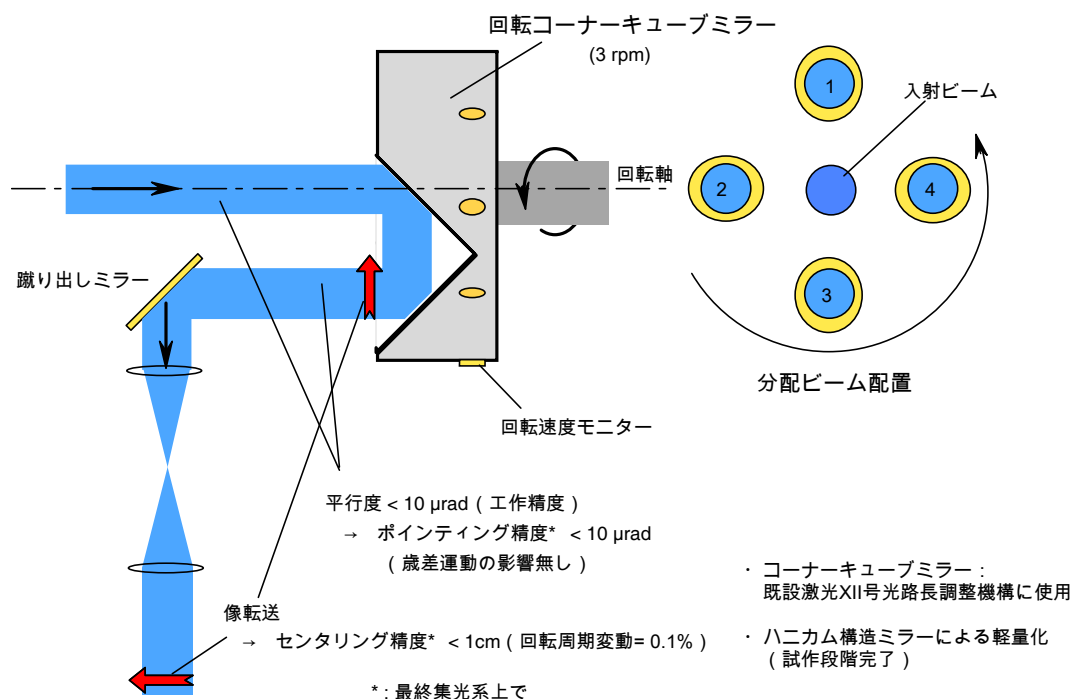 回転コーナーキューブミラー
(3 rpm)
入射ビーム
回転軸
1
2
4
3
蹴り出しミラー
分配ビーム配置
回転速度モニター
平行度 < 10 μrad ( 工作精度 )
→ ポインティング精度* < 10 μrad
( 歳差運動の影響無し )
像転送
→ センタリング精度* < 1cm ( 回転周期変動= 0.1% )
* : 最終集光系上で
・ コーナーキューブミラー :
既設激光XII号光路長調整機構に使用
・ ハニカム構造ミラーによる軽量化
( 試作段階完了 )